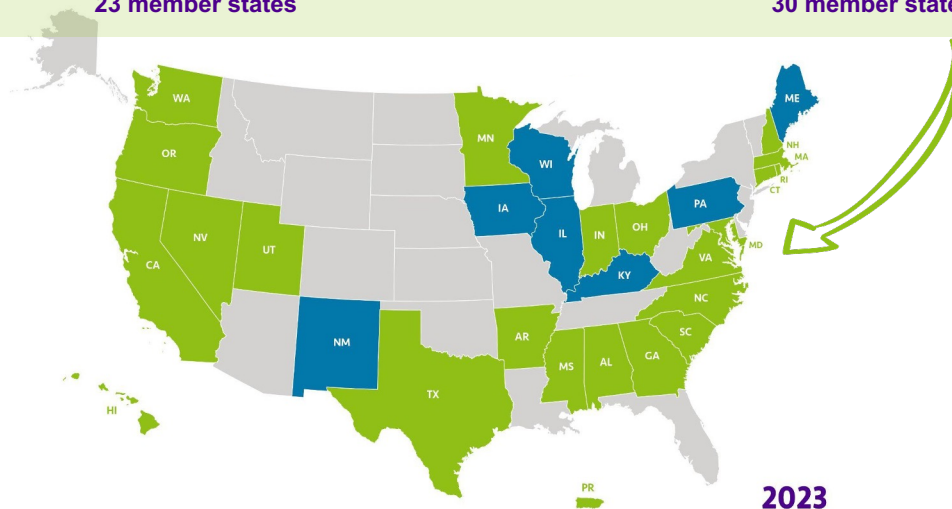 23 member states
30 member state
WA
OR
CA
NV
UT
NM
TX
MN
IA
WI
IL
IN
OH
KY
PA
ME
NH
MA
RI
CT
MD
VA
NC
SC
GA
AL
MS
AR
HI
PR
2023